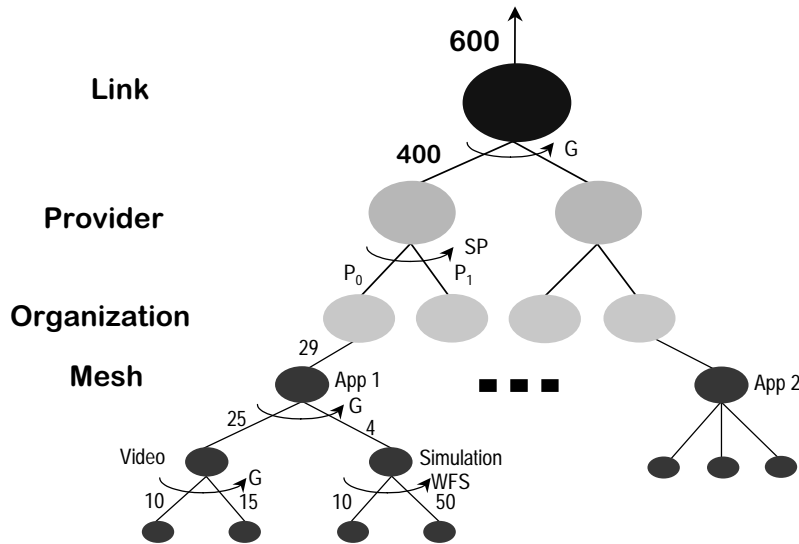 600
Link
400
G
Provider
SP
P0
P1
Organization
29
Mesh
App 1
App 2
G
25
4
Video
Simulation
G
WFS
10
15
10
50